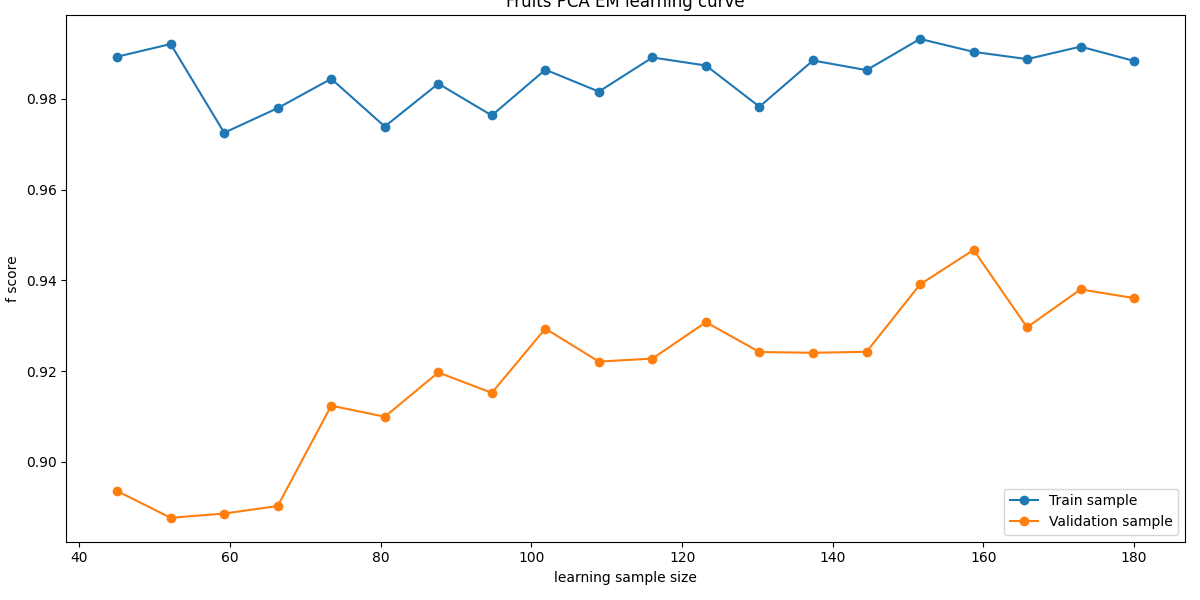 Fruits PCA EM learning curve
f score
0.98
0.96
0.94
0.92
0.90
40 60 80 100 120 140 160 180
learning sample size
Train sample
Validation sample